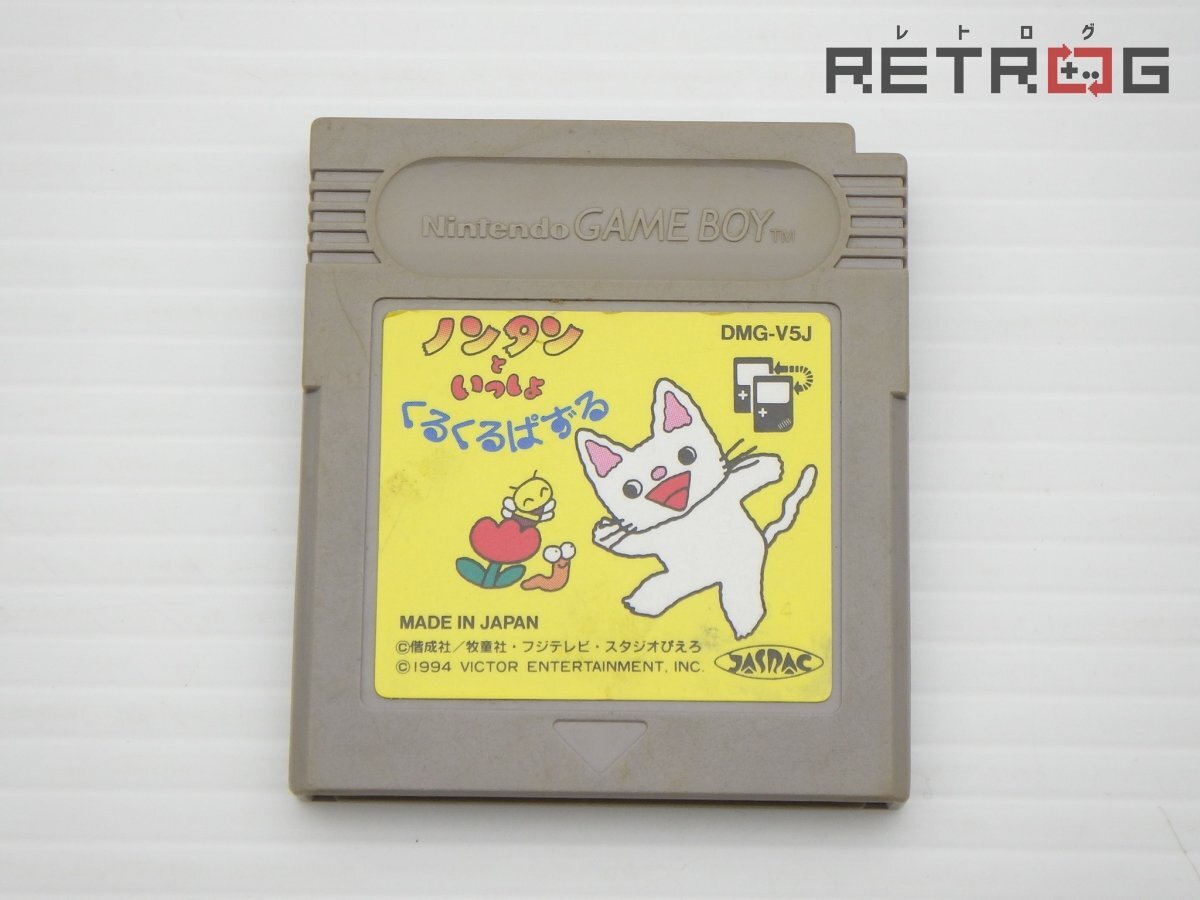 レトログ
RETROG
Nintendo GAME BOY TM
ノンタン
と
いっしょ
くるくるぱずる
DMG-V5J
MADE IN JAPAN
©偕成社/牧童社・フジテレビ・スタジオぴえろ
©1994 VICTOR ENTERTAINMENT, INC.
JASRAC